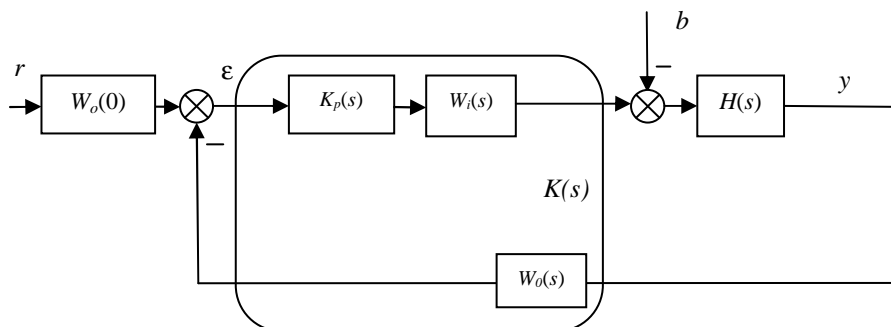 b
r
ε
y
W_o(0)
K_p(s)
W_i(s)
H(s)
K(s)
W_0(s)